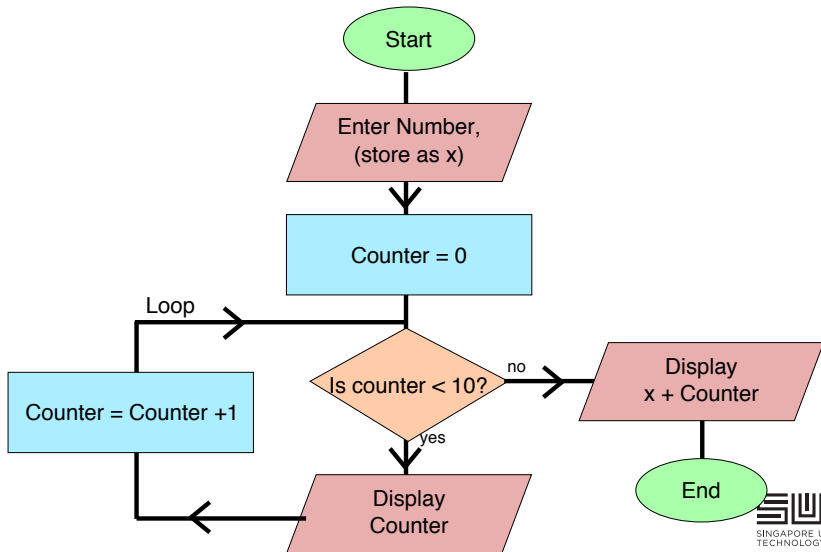 Start
Enter Number,
(store as x)
Counter = 0
Loop
Is counter < 10?
no
Display
x + Counter
Counter = Counter +1
yes
Display
Counter
End
SINGAPORE U
TECHNOLOGY